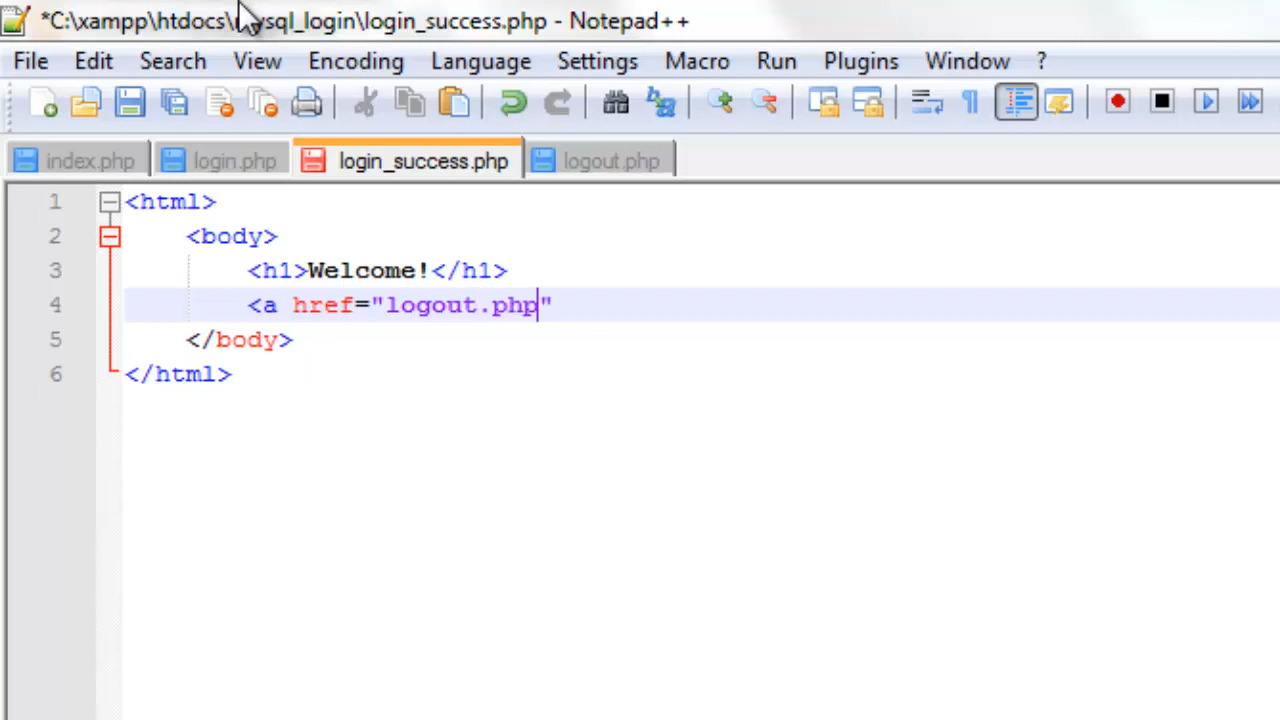 *C:\xampp\htdocs\mysql_login\login_success.php - Notepad++
File Edit Search View Encoding Language Settings Macro Run Plugins Window ?
index.php login.php login_success.php logout.php
1 <html>
2 <body>
3 <h1>Welcome!</h1>
4 <a href="logout.php"
5 </body>
6 </html>